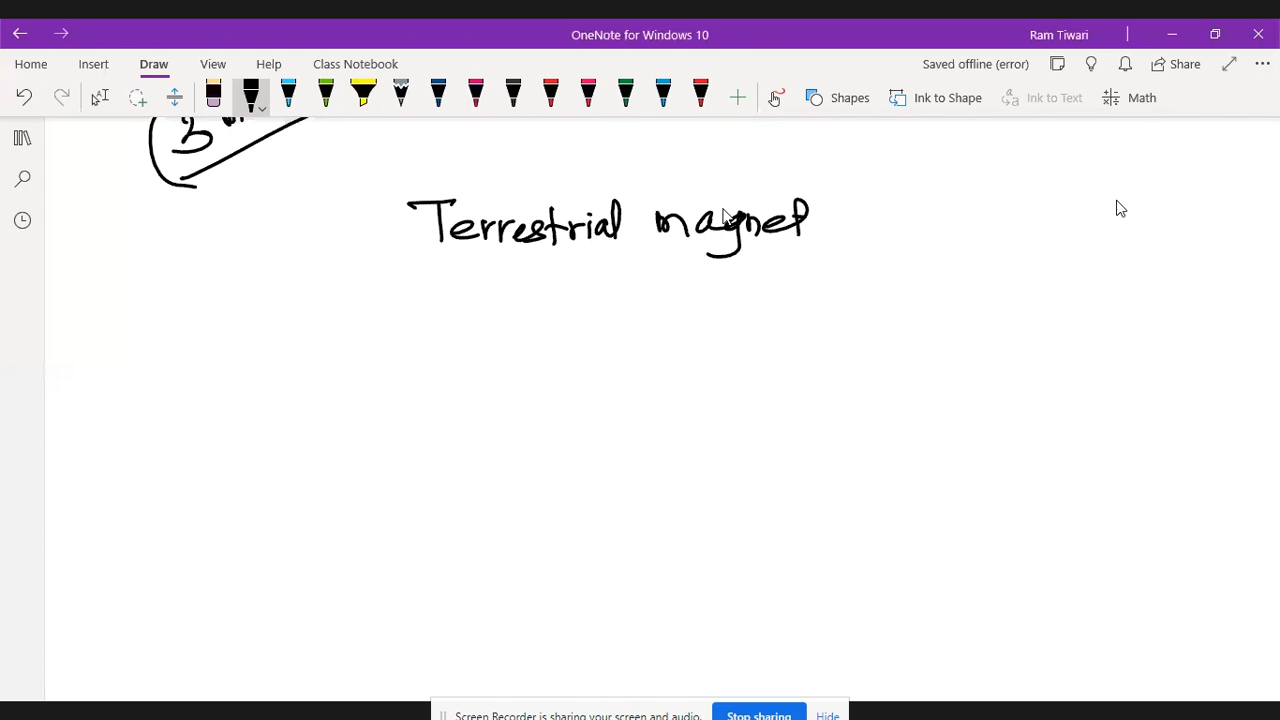 OneNote for Windows 10
Ram Tiwari
Home
Insert
Draw
View
Help
Class Notebook
Saved offline (error)
Share
Shapes
Ink to Shape
Ink to Text
Math
Terrestrial magnet
Screen Recorder is sharing your screen and audio.
Stop sharing
Hide